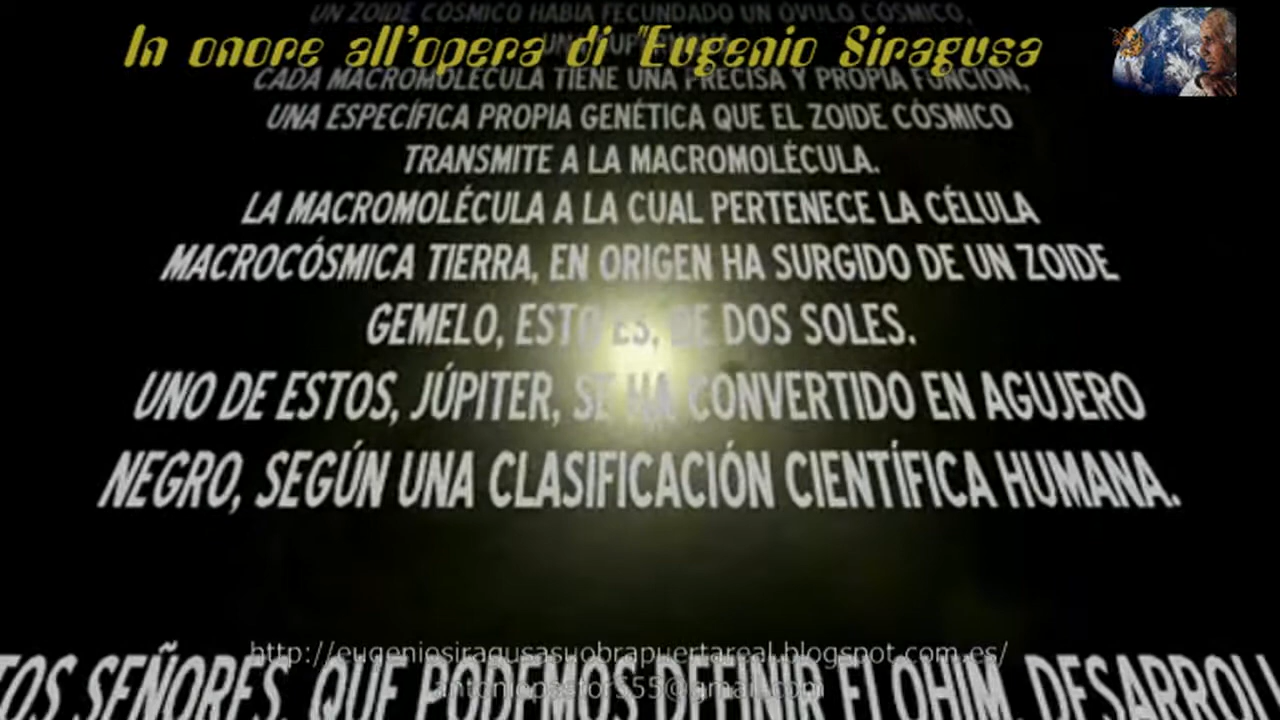 UN ZOIDE CÓSMICO HABÍA FECUNDADO UN ÓVULO CÓSMICO,
In onore all'opera di "Eugenio Siragusa
CADA MACROMOLÉCULA TIENE UNA PRECISA Y PROPIA FUNCIÓN,
UNA ESPECÍFICA PROPIA GENÉTICA QUE EL ZOIDE CÓSMICO
TRANSMITE A LA MACROMOLÉCULA.
LA MACROMOLÉCULA A LA CUAL PERTENECE LA CÉLULA
MACROCÓSMICA TIERRA, EN ORIGEN HA SURGIDO DE UN ZOIDE
GEMELO, ESTO ES, DE DOS SOLES.
UNO DE ESTOS, JÚPITER, SE HA CONVERTIDO EN AGUJERO
NEGRO, SEGÚN UNA CLASIFICACIÓN CIENTÍFICA HUMANA.
http://eugeniosiragusasuobrapuertareal.blogspot.com.es/
SEÑORES, QUE PODEMOS DEFINIR ELOHIM,
antoniopastor555@gmail.com